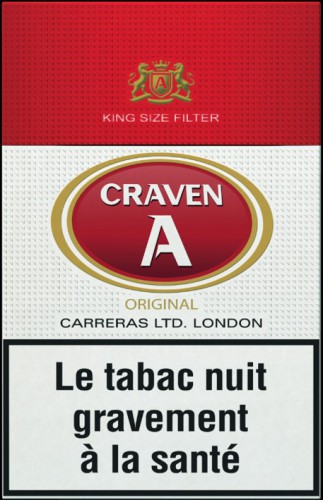 A
KING SIZE FILTER
CRAVEN
A
ORIGINAL
CARRERAS LTD. LONDON
Le tabac nuit
gravement
à la santé